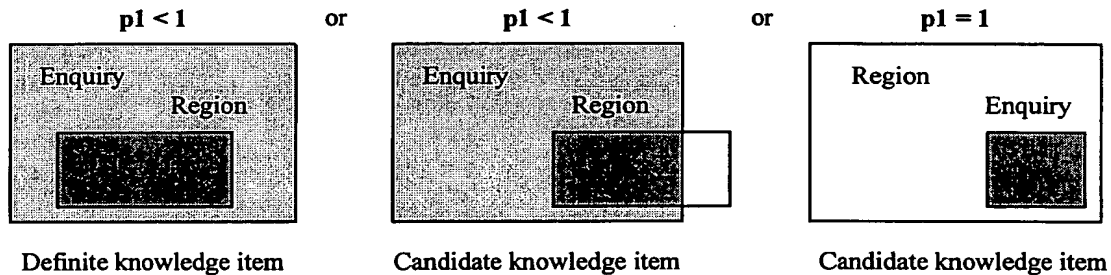 p1 < 1 or p1 < 1 or p1 = 1
Enquiry Enquiry Region
Region Region Enquiry
Definite knowledge item Candidate knowledge item Candidate knowledge item